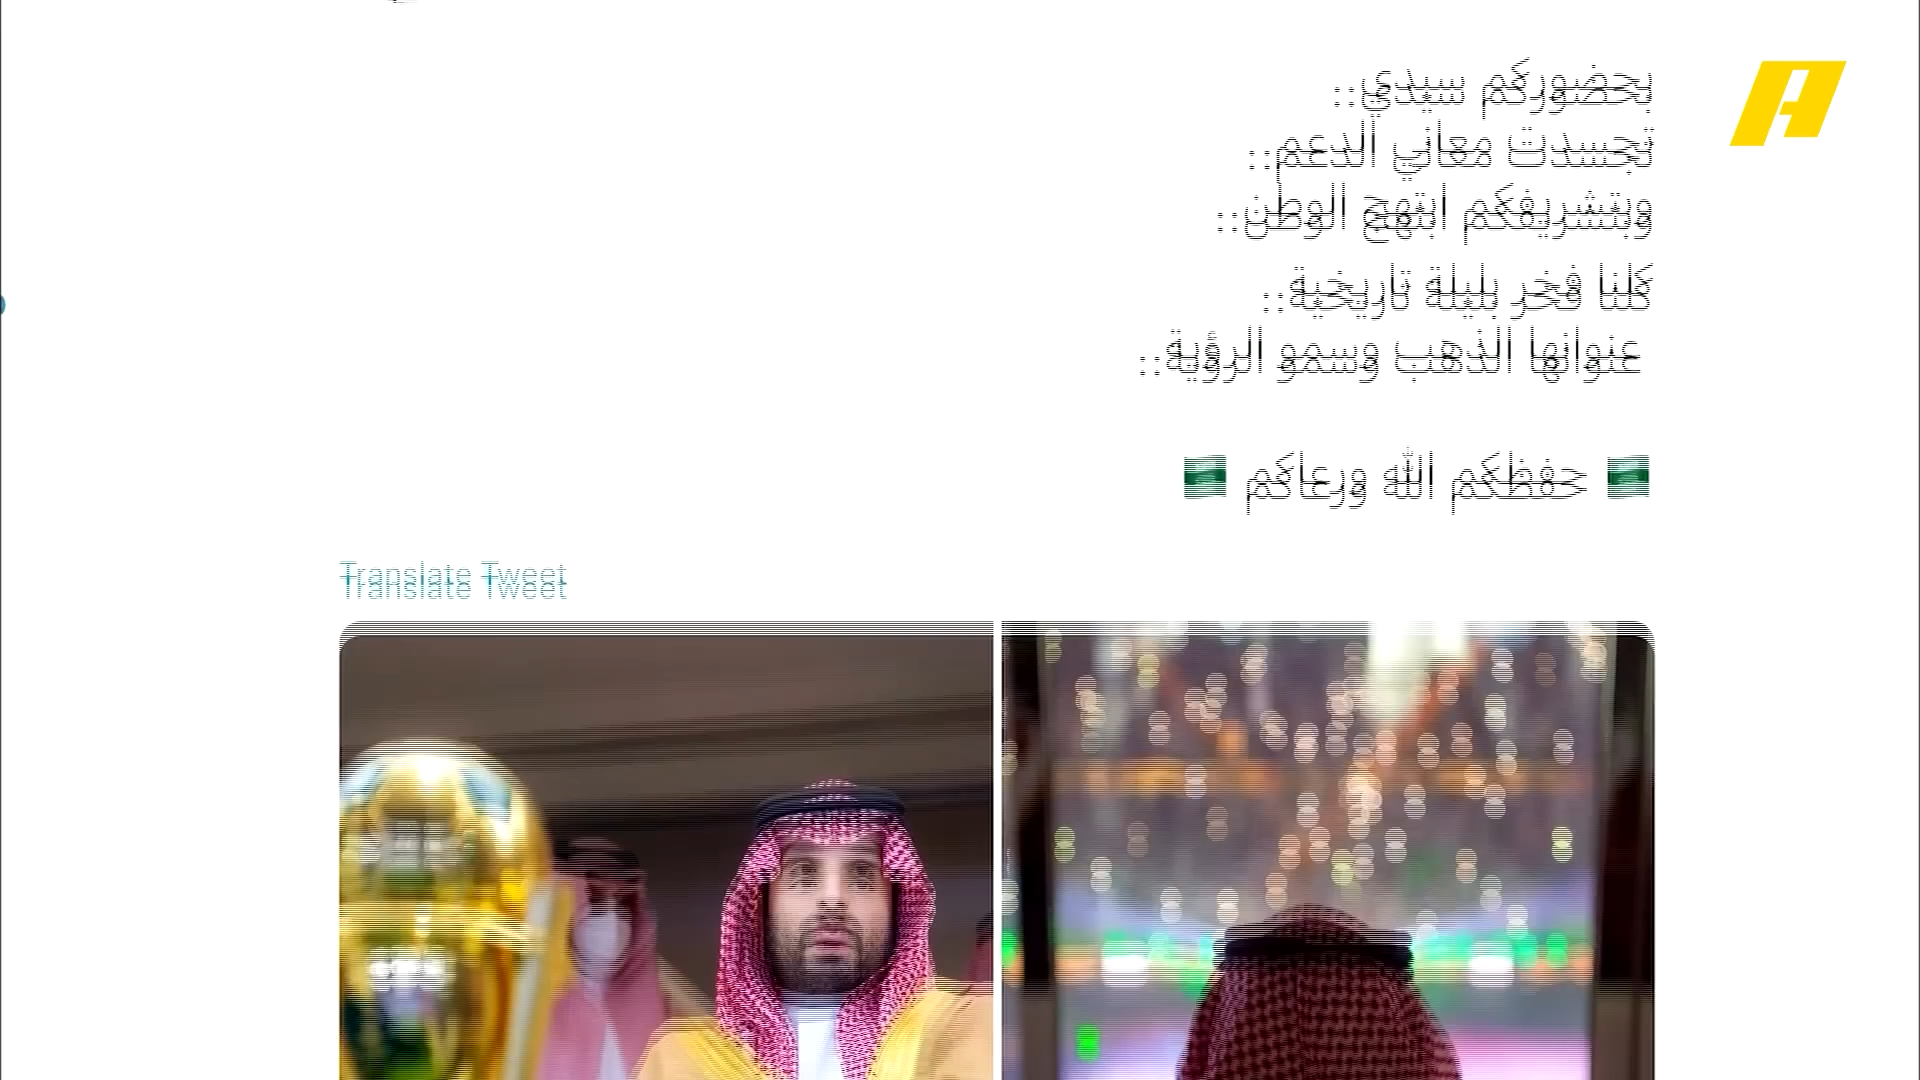 بحضوركم سيدي::
تجسدت معاني الدعم::
وبتشريفكم ابتهج الوطن::
كلنا فخر بليلة تاريخية::
عنوانها الذهب وسمو الرؤية::
🇸🇦 حفظكم الله ورعاكم 🇸🇦
Translate Tweet